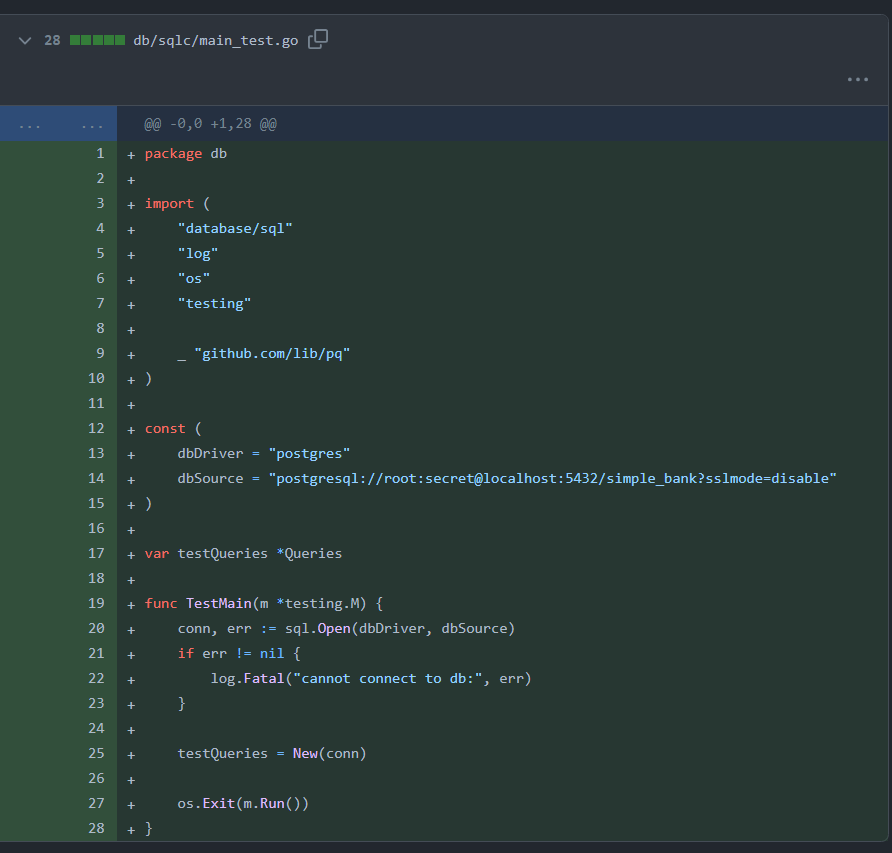 28 db/sqlc/main_test.go
...
... ... @@ -0,0 +1,28 @@
1 + package db
2 +
3 + import (
4 +     "database/sql"
5 +     "log"
6 +     "os"
7 +     "testing"
8 +
9 +     _ "github.com/lib/pq"
10 + )
11 +
12 + const (
13 +     dbDriver = "postgres"
14 +     dbSource = "postgresql://root:secret@localhost:5432/simple_bank?sslmode=disable"
15 + )
16 +
17 + var testQueries *Queries
18 +
19 + func TestMain(m *testing.M) {
20 +     conn, err := sql.Open(dbDriver, dbSource)
21 +     if err != nil {
22 +         log.Fatal("cannot connect to db:", err)
23 +     }
24 +
25 +     testQueries = New(conn)
26 +
27 +     os.Exit(m.Run())
28 + }